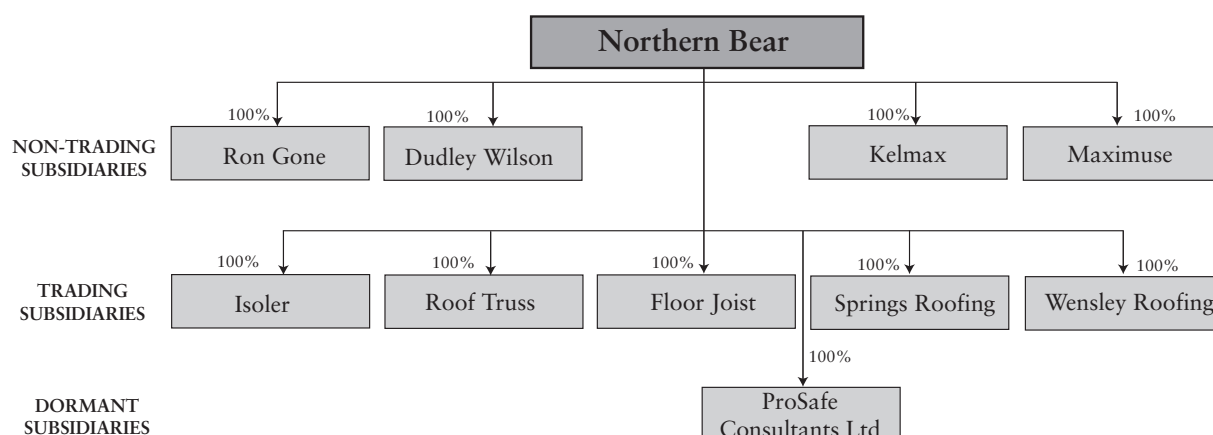 Northern Bear
100%
100%
100%
100%
NON-TRADING
SUBSIDIARIES
Ron Gone
Dudley Wilson
Kelmax
Maximuse
100%
100%
100%
100%
100%
TRADING
SUBSIDIARIES
Isoler
Roof Truss
Floor Joist
Springs Roofing
Wensley Roofing
100%
DORMANT
SUBSIDIARIES
ProSafe
Consultants Ltd